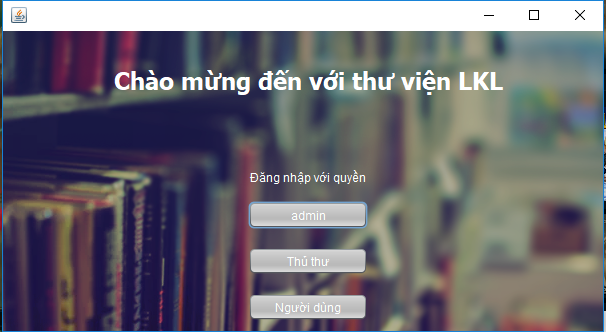 Chào mừng đến với thư viện LKL
Đăng nhập với quyền
admin
Thủ thư
Người dùng